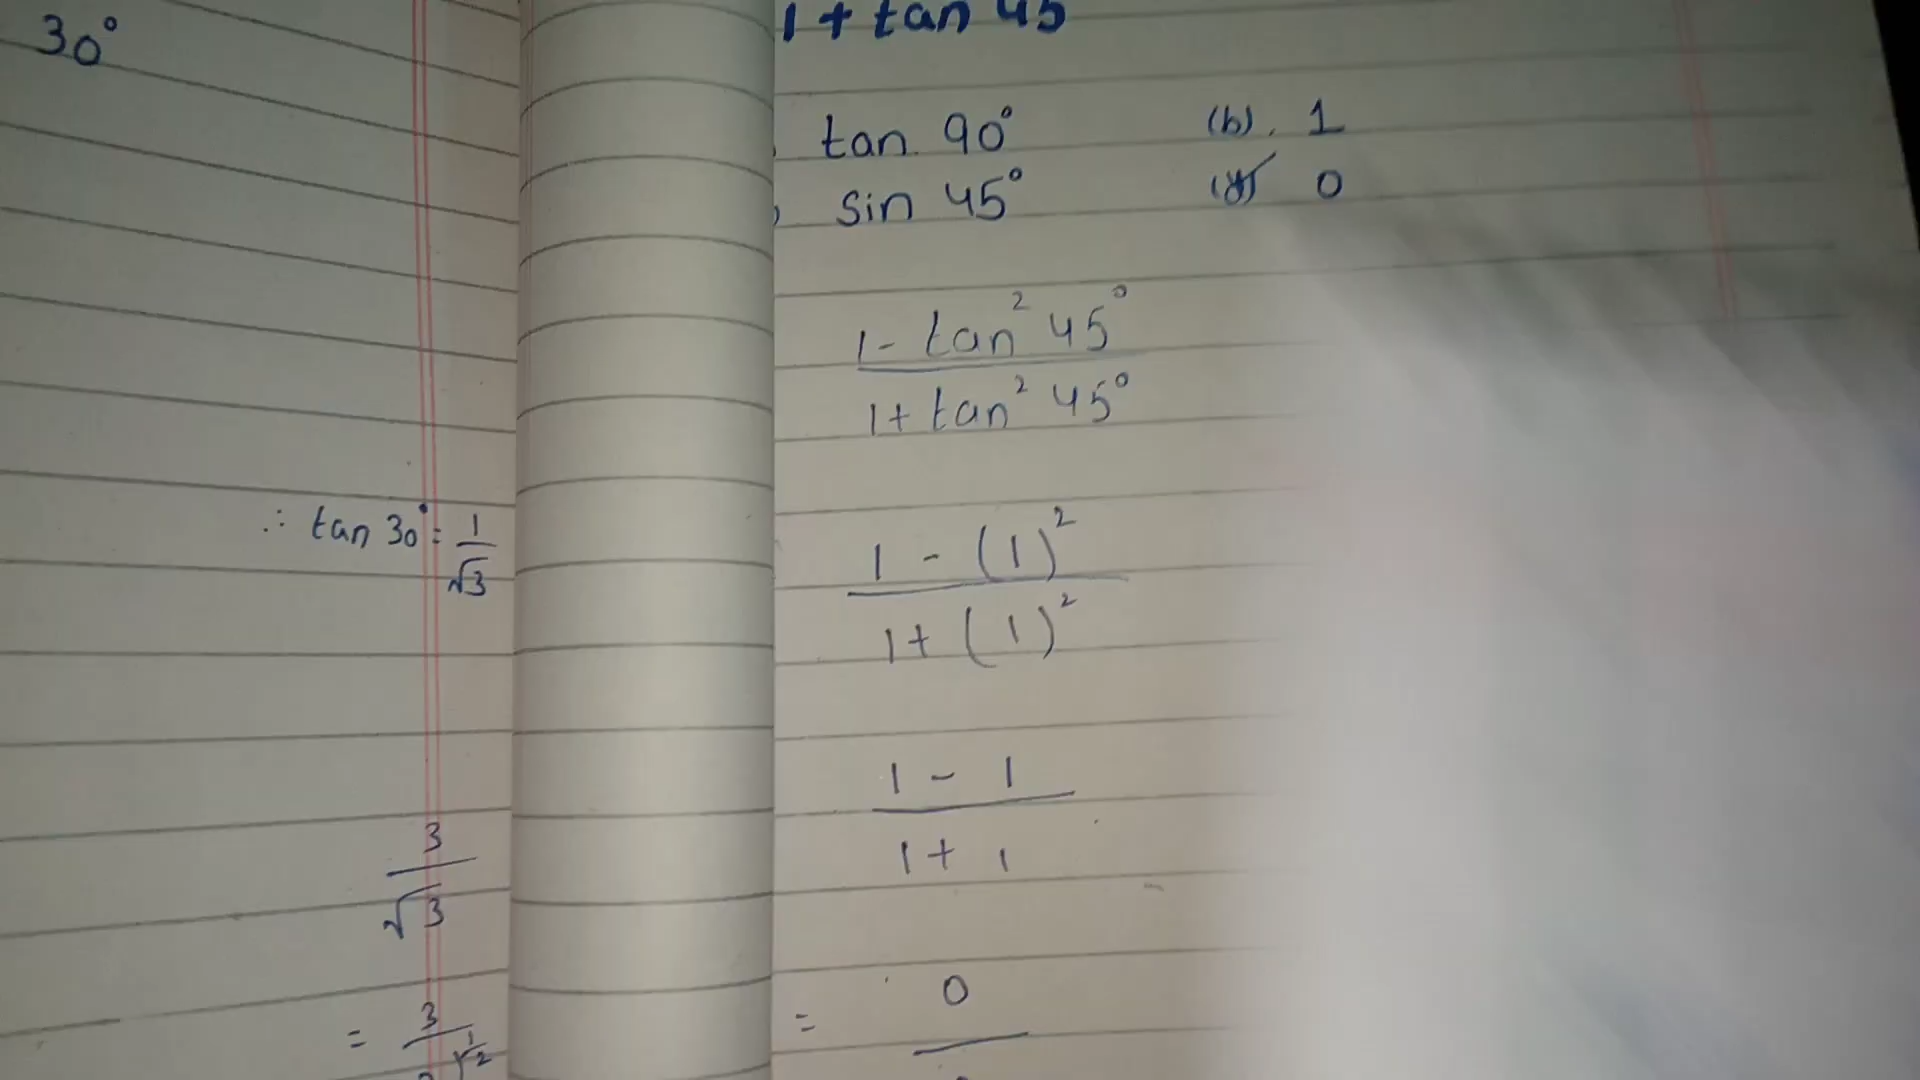 30°
∴ tan 30° = 1/√3
3/√3
= 3
1 + tan 45
tan 90° (b). 1
sin 45° (d) 0
1 - tan² 45°
1 + tan² 45°
1 - (1)²
1 + (1)²
1 - 1
1 + 1
= 0